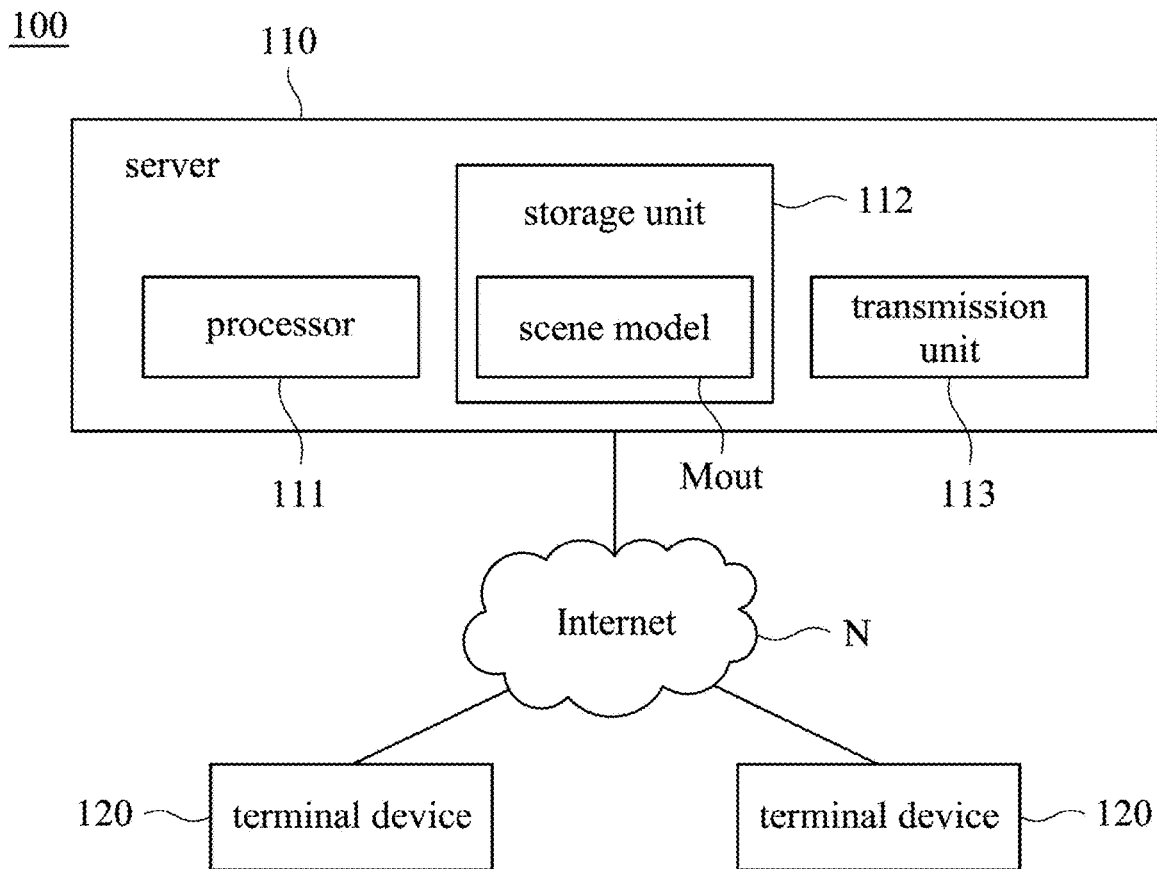 100
110
server
storage unit
112
processor
scene model
transmission
unit
111
Mout
113
Internet
N
120
terminal device
terminal device
120